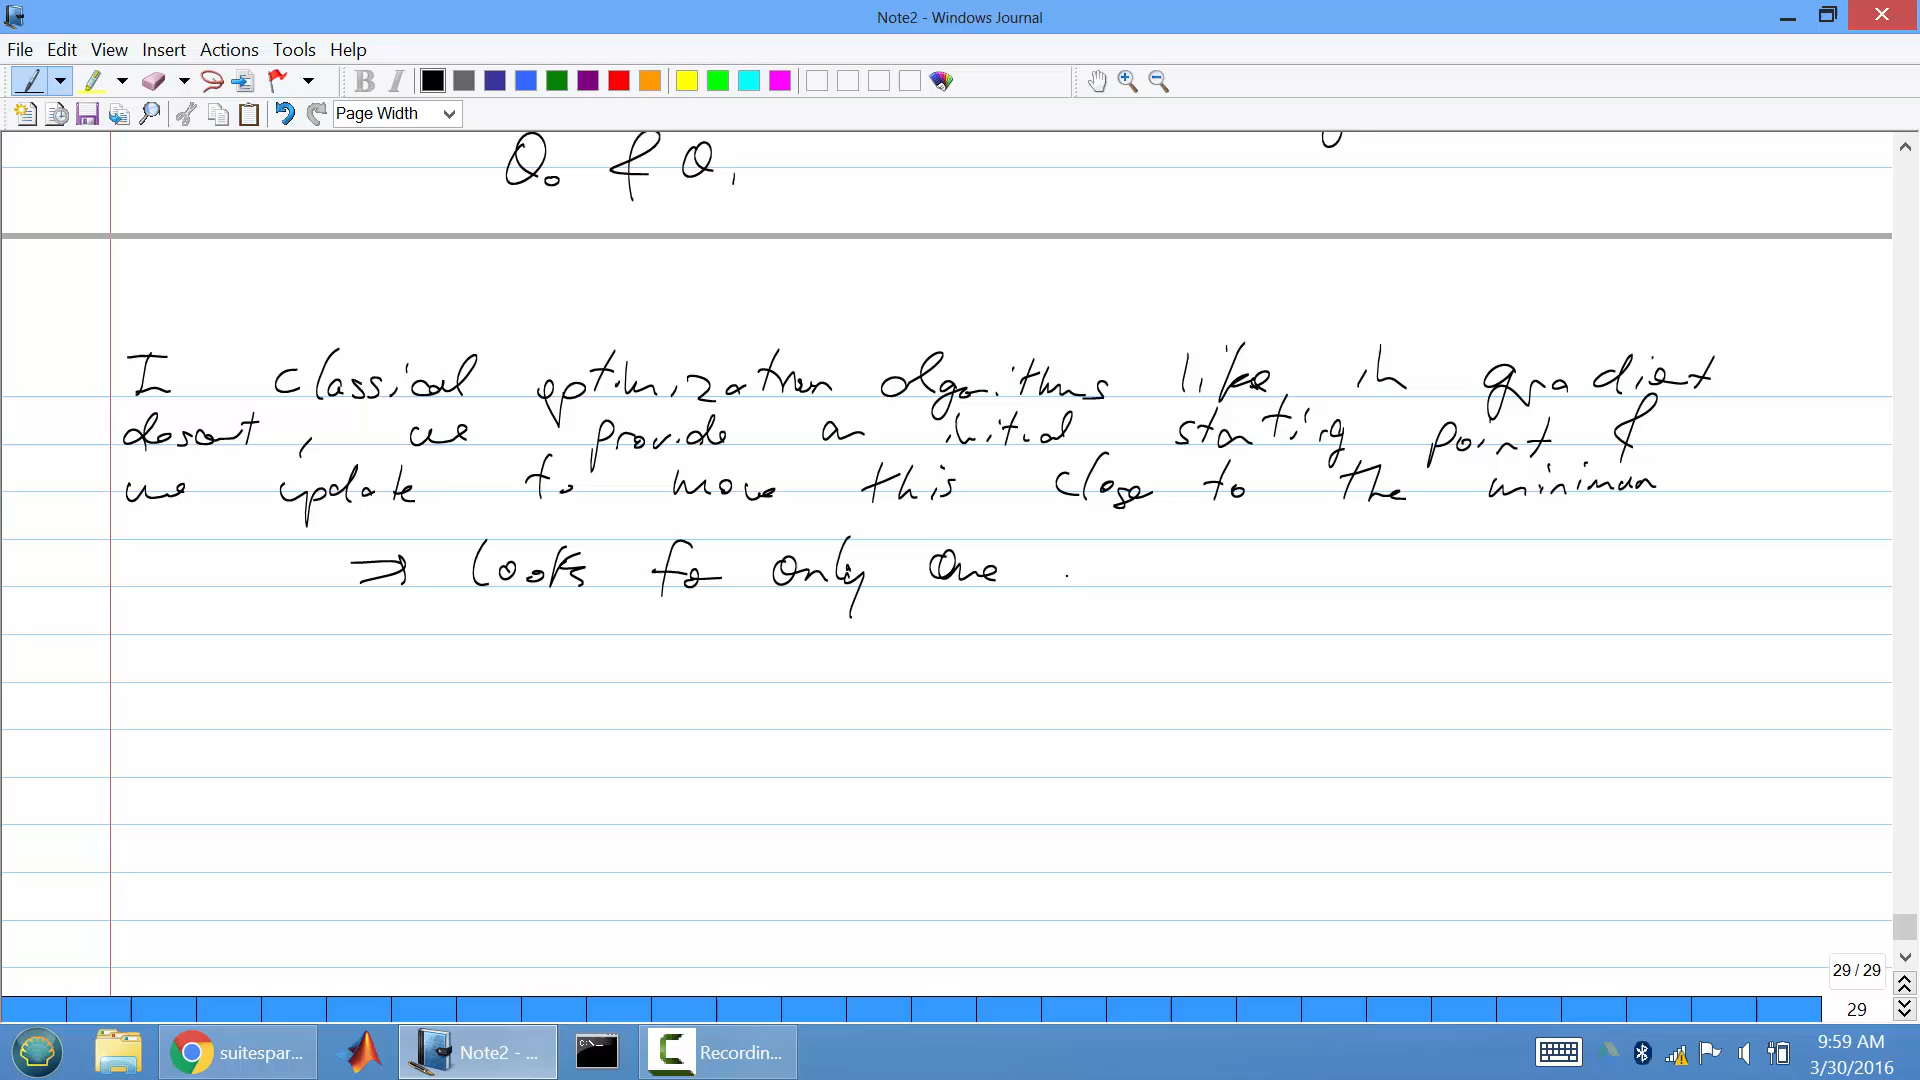 Note2 - Windows Journal
File Edit View Insert Actions Tools Help
B I
Page Width
θ₀ & θ₁
In classical optimization algorithms like in gradient
descent, we provide an initial starting point &
we update to move this close to the minimum
⇒ looks for only one
29 / 29
29
suitespar...
Note2 - ...
C:\_
C
Recordin...
9:59 AM
3/30/2016